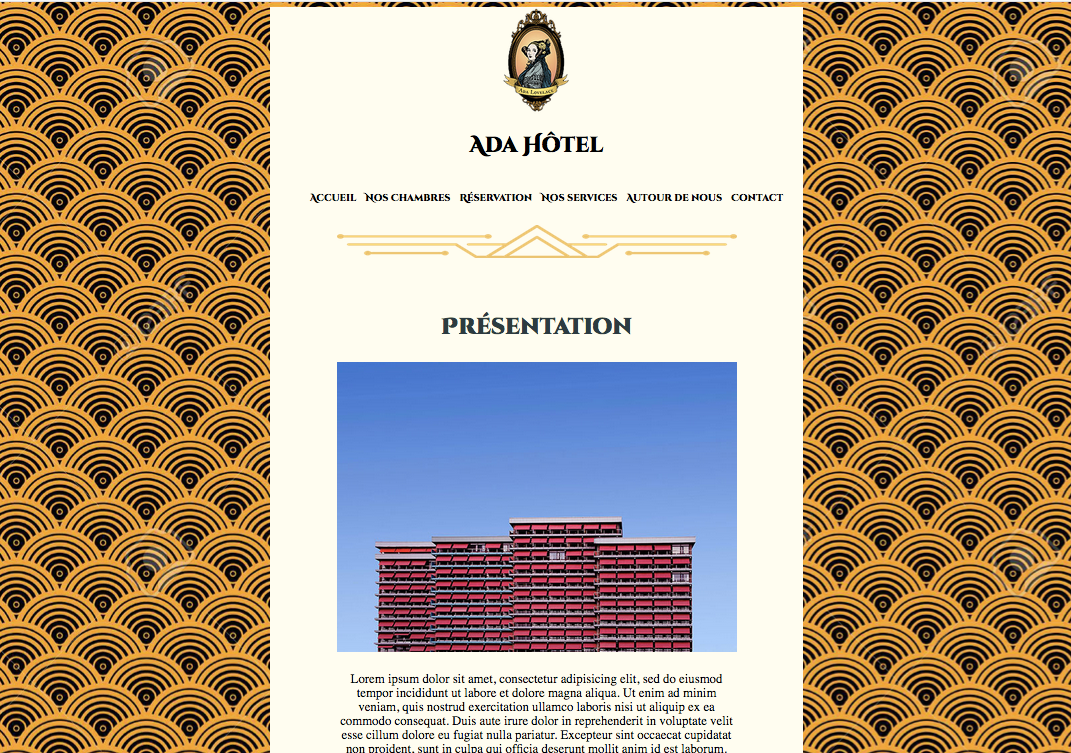 Ada Lovelace
Ada Hôtel
Accueil Nos chambres Réservation Nos services Autour de nous Contact
Présentation
Lorem ipsum dolor sit amet, consectetur adipisicing elit, sed do eiusmod
tempor incididunt ut labore et dolore magna aliqua. Ut enim ad minim
veniam, quis nostrud exercitation ullamco laboris nisi ut aliquip ex ea
commodo consequat. Duis aute irure dolor in reprehenderit in voluptate velit
esse cillum dolore eu fugiat nulla pariatur. Excepteur sint occaecat cupidatat
non proident, sunt in culpa qui officia deserunt mollit anim id est laborum.